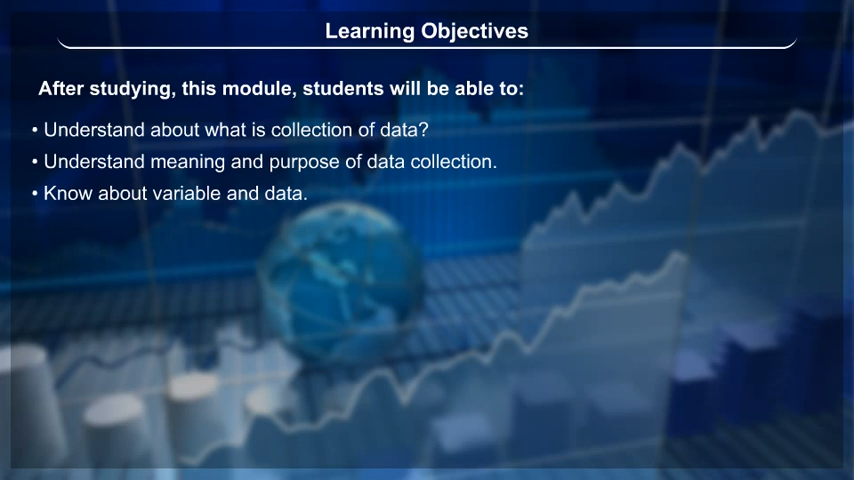 Learning Objectives
After studying, this module, students will be able to:
• Understand about what is collection of data?
• Understand meaning and purpose of data collection.
• Know about variable and data.